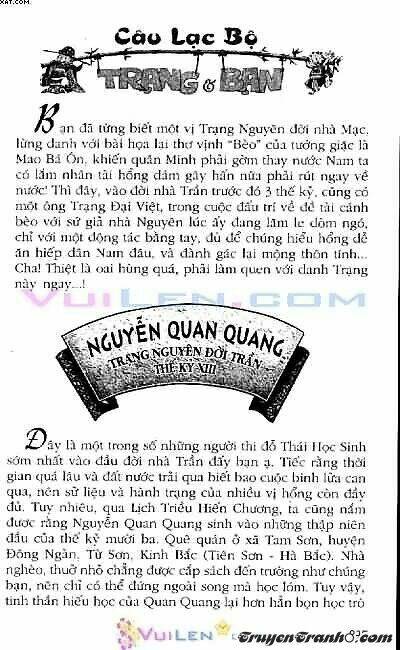 XAT.COM
Câu Lạc Bộ
TRẠNG & BẠN
Bạn đã từng biết một vị Trạng Nguyên đời nhà Mạc,
lừng danh với bài họa lại thơ vịnh "Bèo" của tướng giặc là
Mao Bá Ôn, khiến quân Minh phải gờm thay nước Nam ta
có lắm nhân tài hổng dám gây hấn nữa phải rút ngay về
nước! Thì đây, vào đời nhà Trần trước đó 3 thế kỷ, cũng có
một ông Trạng Đại Việt, trong cuộc đấu trí về đề tài cánh
bèo với sứ giả nhà Nguyên lúc ấy đang lăm le dòm ngó,
chỉ với một động tác bằng tay, đủ để chúng hiểu hổng dễ
ăn hiếp dân Nam đâu, và đành gác lại mộng thôn tính...
Cha! Thiệt là oai hùng quá, phải làm quen với danh Trạng
này ngay...!
VuiLen.com
NGUYỄN QUAN QUANG
TRẠNG NGUYÊN ĐỜI TRẦN
THẾ KỶ XIII
Đây là một trong số những người thi đỗ Thái Học Sinh
sớm nhất vào đầu đời nhà Trần đấy bạn ạ. Tiếc rằng thời
gian quá lâu và đất nước trải qua biết bao cuộc binh lửa can
qua, nên sử liệu và hành trạng của nhiều vị hổng còn đầy
đủ. Tuy nhiên, qua Lịch Triều Hiến Chương, ta cũng nắm
được rằng Nguyễn Quan Quang sinh vào những thập niên
đầu của thế kỷ mười ba. Quê quán ở xã Tam Sơn, huyện
Đông Ngàn, Từ Sơn, Kinh Bắc (Tiên Sơn - Hà Bắc). Nhà
nghèo, thuở nhỏ chẳng được cắp sách đến trường như chúng
bạn, nên chỉ có thể đứng ngoài song mà học lóm. Tuy vậy,
tinh thần hiếu học của Quan Quang lại hơn hẳn bọn học trò
VuiLen
TruyenTranh8.com